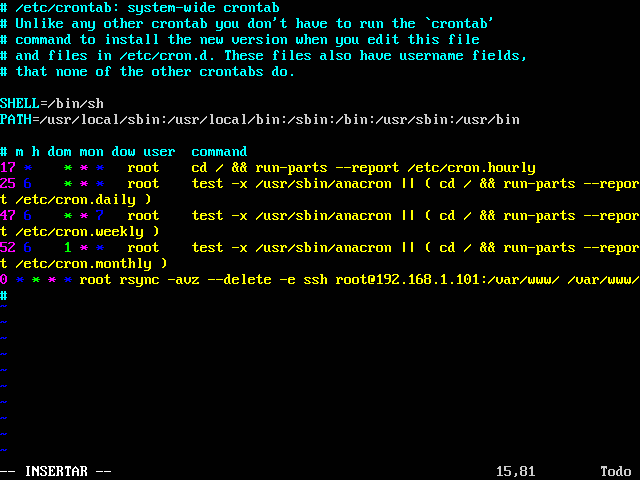 # /etc/crontab: system-wide crontab
# Unlike any other crontab you don't have to run the `crontab'
# command to install the new version when you edit this file
# and files in /etc/cron.d. These files also have username fields,
# that none of the other crontabs do.
SHELL=/bin/sh
PATH=/usr/local/sbin:/usr/local/bin:/sbin:/bin:/usr/sbin:/usr/bin
# m h dom mon dow user  command
17 *    * * *   root    cd / && run-parts --report /etc/cron.hourly
25 6    * * *   root    test -x /usr/sbin/anacron || ( cd / && run-parts --repor
t /etc/cron.daily )
47 6    * * 7   root    test -x /usr/sbin/anacron || ( cd / && run-parts --repor
t /etc/cron.weekly )
52 6    1 * *   root    test -x /usr/sbin/anacron || ( cd / && run-parts --repor
t /etc/cron.monthly )
0 * * * * root rsync -avz --delete -e ssh root@192.168.1.101:/var/www/ /var/www/
#
~
~
~
~
~
~
~
~
~
~
-- INSERTAR --                                                15,81        Todo